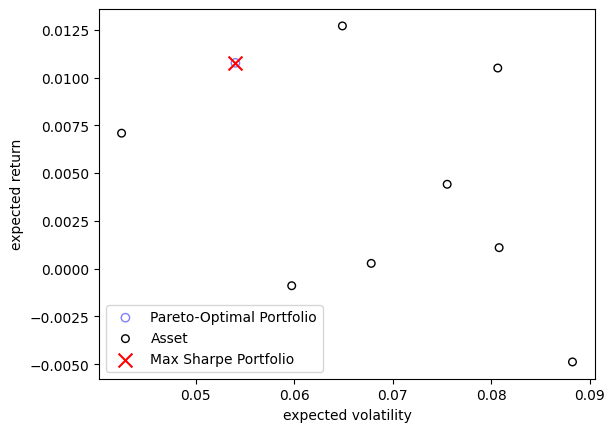 0.0125
0.0100
0.0075
0.0050
0.0025
0.0000
−0.0025
−0.0050
expected return
Pareto-Optimal Portfolio
Asset
Max Sharpe Portfolio
0.05 0.06 0.07 0.08 0.09
expected volatility